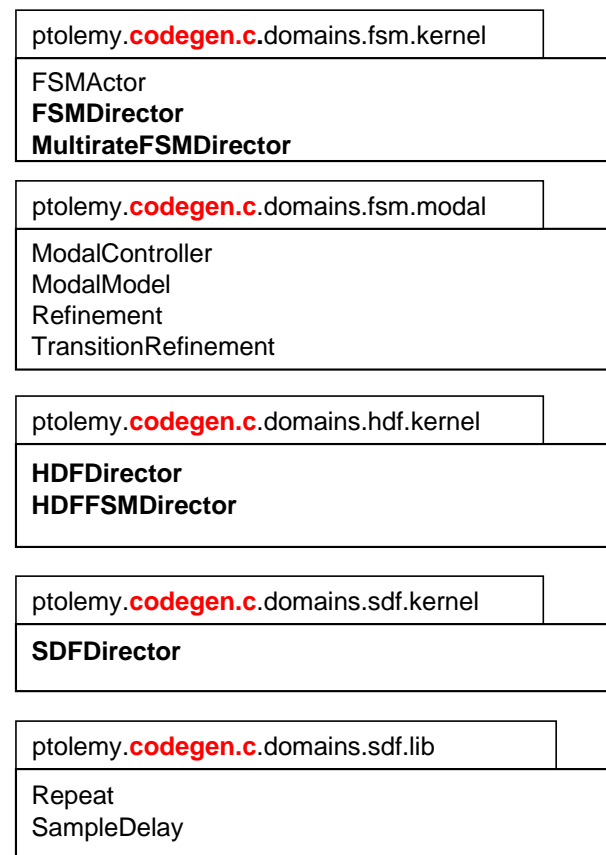 ptolemy.codegen.c.domains.fsm.kernel
FSMActor
FSMDirector
MultirateFSMDirector
ptolemy.codegen.c.domains.fsm.modal
ModalController
ModalModel
Refinement
TransitionRefinement
ptolemy.codegen.c.domains.hdf.kernel
HDFDirector
HDFFSMDirector
ptolemy.codegen.c.domains.sdf.kernel
SDFDirector
ptolemy.codegen.c.domains.sdf.lib
Repeat
SampleDelay